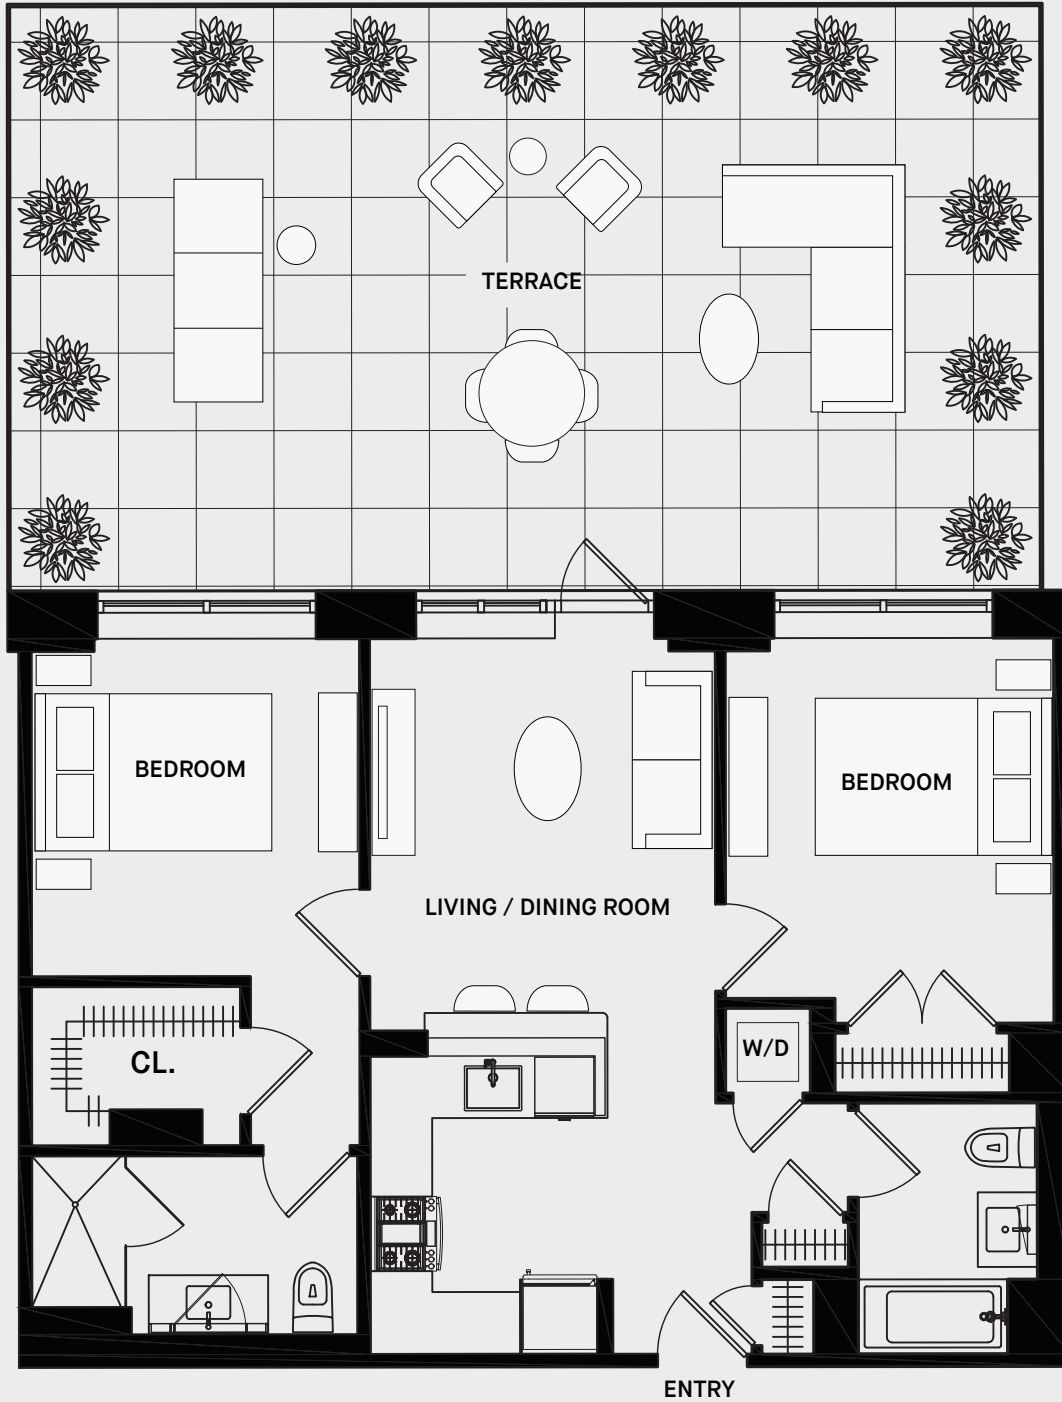 TERRACE
BEDROOM
BEDROOM
LIVING / DINING ROOM
CL.
W/D
ENTRY